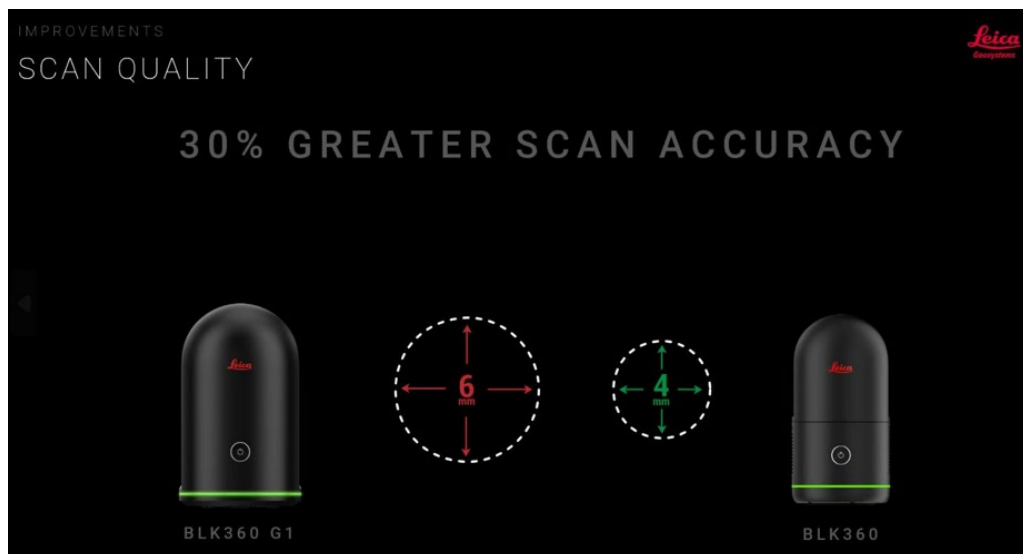 IMPROVEMENTS
SCAN QUALITY
Leica
Geosystems
30% GREATER SCAN ACCURACY
Leica
6
mm
4
mm
Leica
BLK360 G1
BLK360